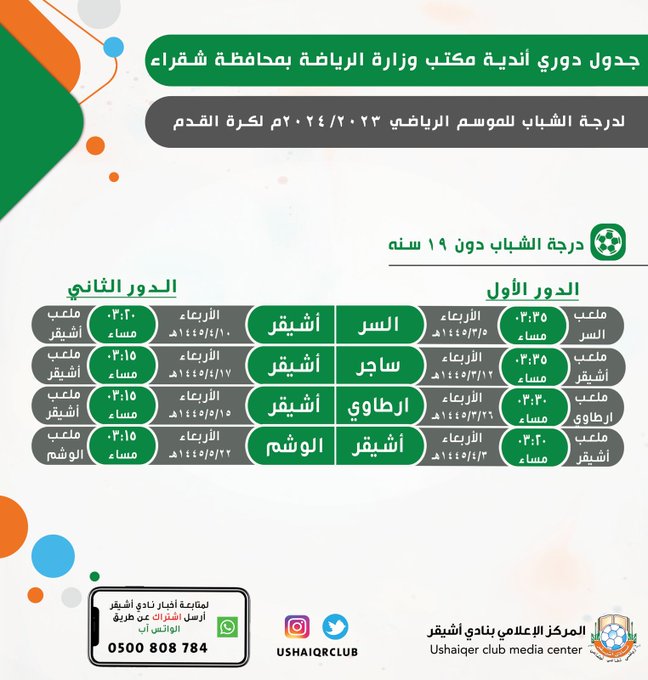 جدول دوري أندية مكتب وزارة الرياضة بمحافظة شقراء
لدرجة الشباب للموسم الرياضي ٢٠٢٤/٢٠٢٣م لكرة القدم
درجة الشباب دون ١٩ سنه
الدور الأول
الدور الثاني
ملعب السر
٠٣:٣٥ مساء
الأربعاء ١٤٤٥/٣/٥هـ
السر
أشيقر
الأربعاء ١٤٤٥/٤/١٠هـ
٠٣:٢٠ مساء
ملعب أشيقر
ملعب أشيقر
٠٣:٣٥ مساء
الأربعاء ١٤٤٥/٣/١٢هـ
ساجر
أشيقر
الأربعاء ١٤٤٥/٤/١٧هـ
٠٣:١٥ مساء
ملعب أشيقر
ملعب ارطاوي
٠٣:٣٠ مساء
الأربعاء ١٤٤٥/٣/٢٦هـ
ارطاوي
أشيقر
الأربعاء ١٤٤٥/٥/١٥هـ
٠٣:١٥ مساء
ملعب أشيقر
ملعب أشيقر
٠٣:٢٠ مساء
الأربعاء ١٤٤٥/٤/٣هـ
أشيقر
الوشم
الأربعاء ١٤٤٥/٥/٢٢هـ
٠٣:١٥ مساء
ملعب الوشم
المركز الإعلامي بنادي أشيقر
Ushaiqer club media center
USHAIQRCLUB
لمتابعة أخبار نادي أشيقر
أرسل اشتراك عن طريق
الواتس آب
0500 808 784